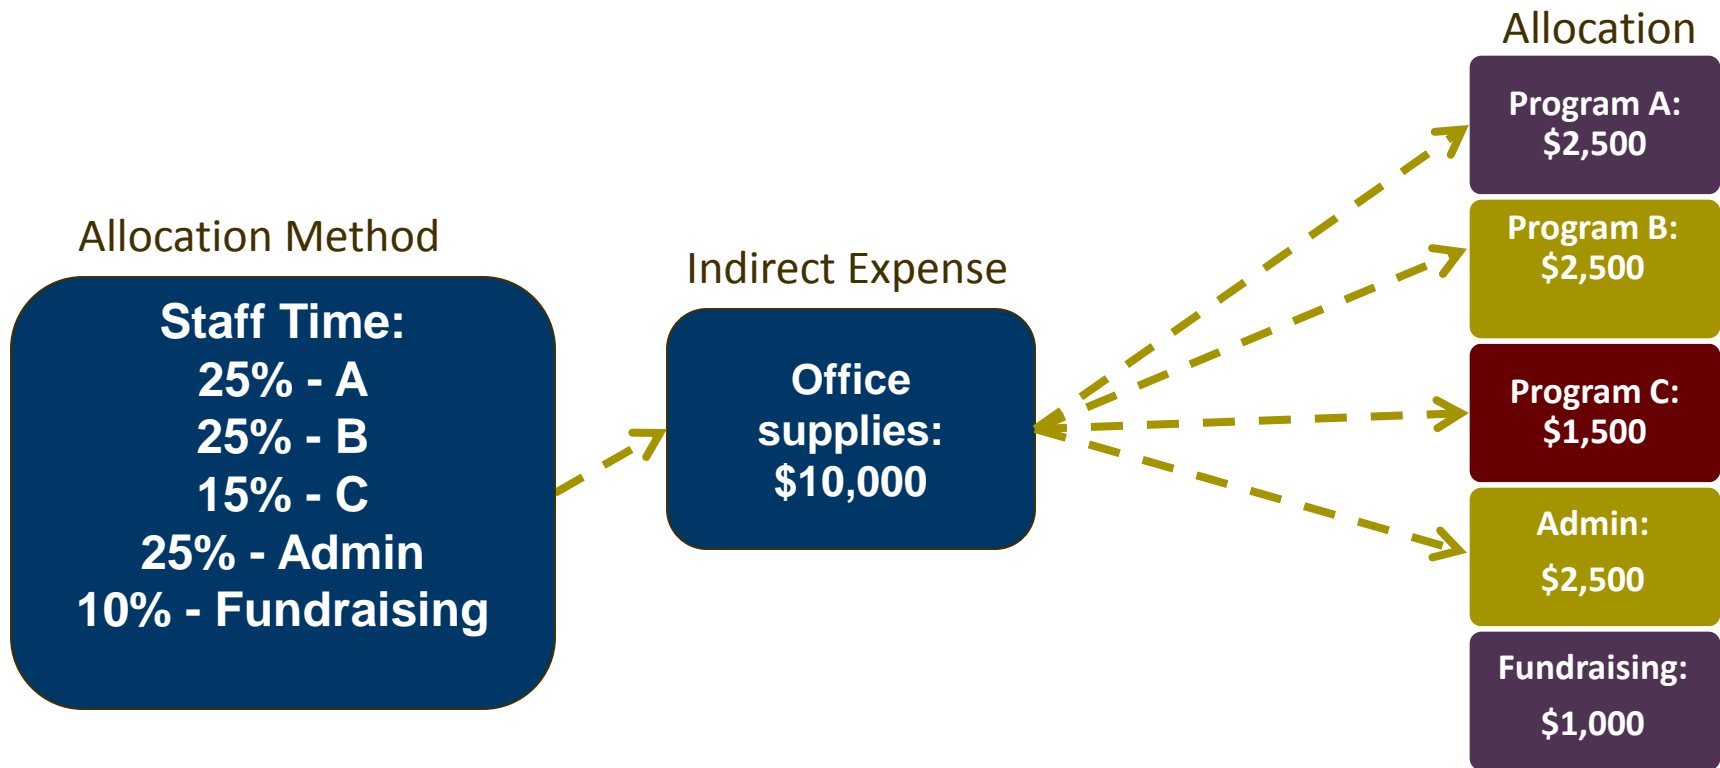 Allocation Method
Staff Time:
25% - A
25% - B
15% - C
25% - Admin
10% - Fundraising
Indirect Expense
Office
supplies:
$10,000
Allocation
Program A:
$2,500
Program B:
$2,500
Program C:
$1,500
Admin:
$2,500
Fundraising:
$1,000